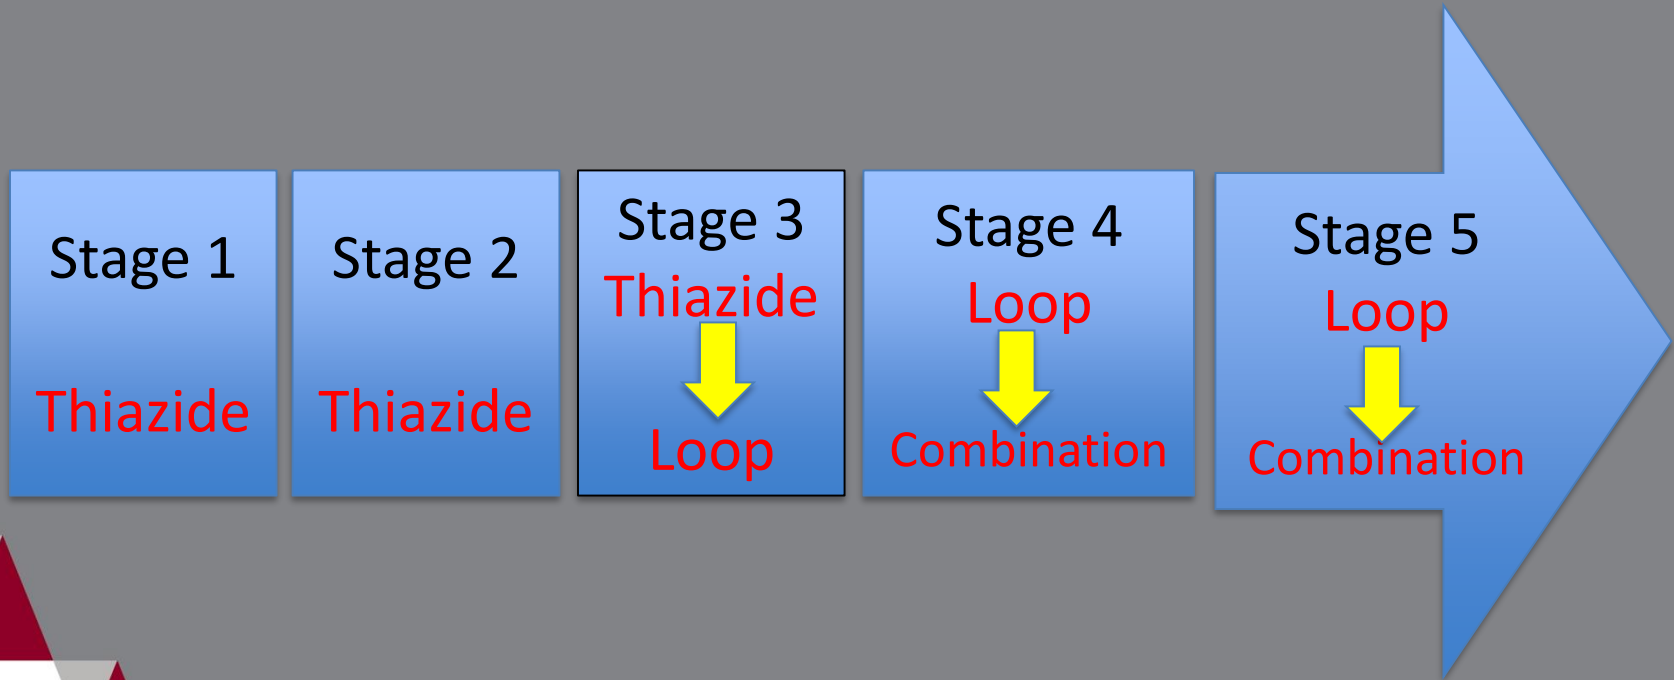 Stage 1
Thiazide
Stage 2
Thiazide
Stage 3
Thiazide
Loop
Stage 4
Loop
Combination
Stage 5
Loop
Combination